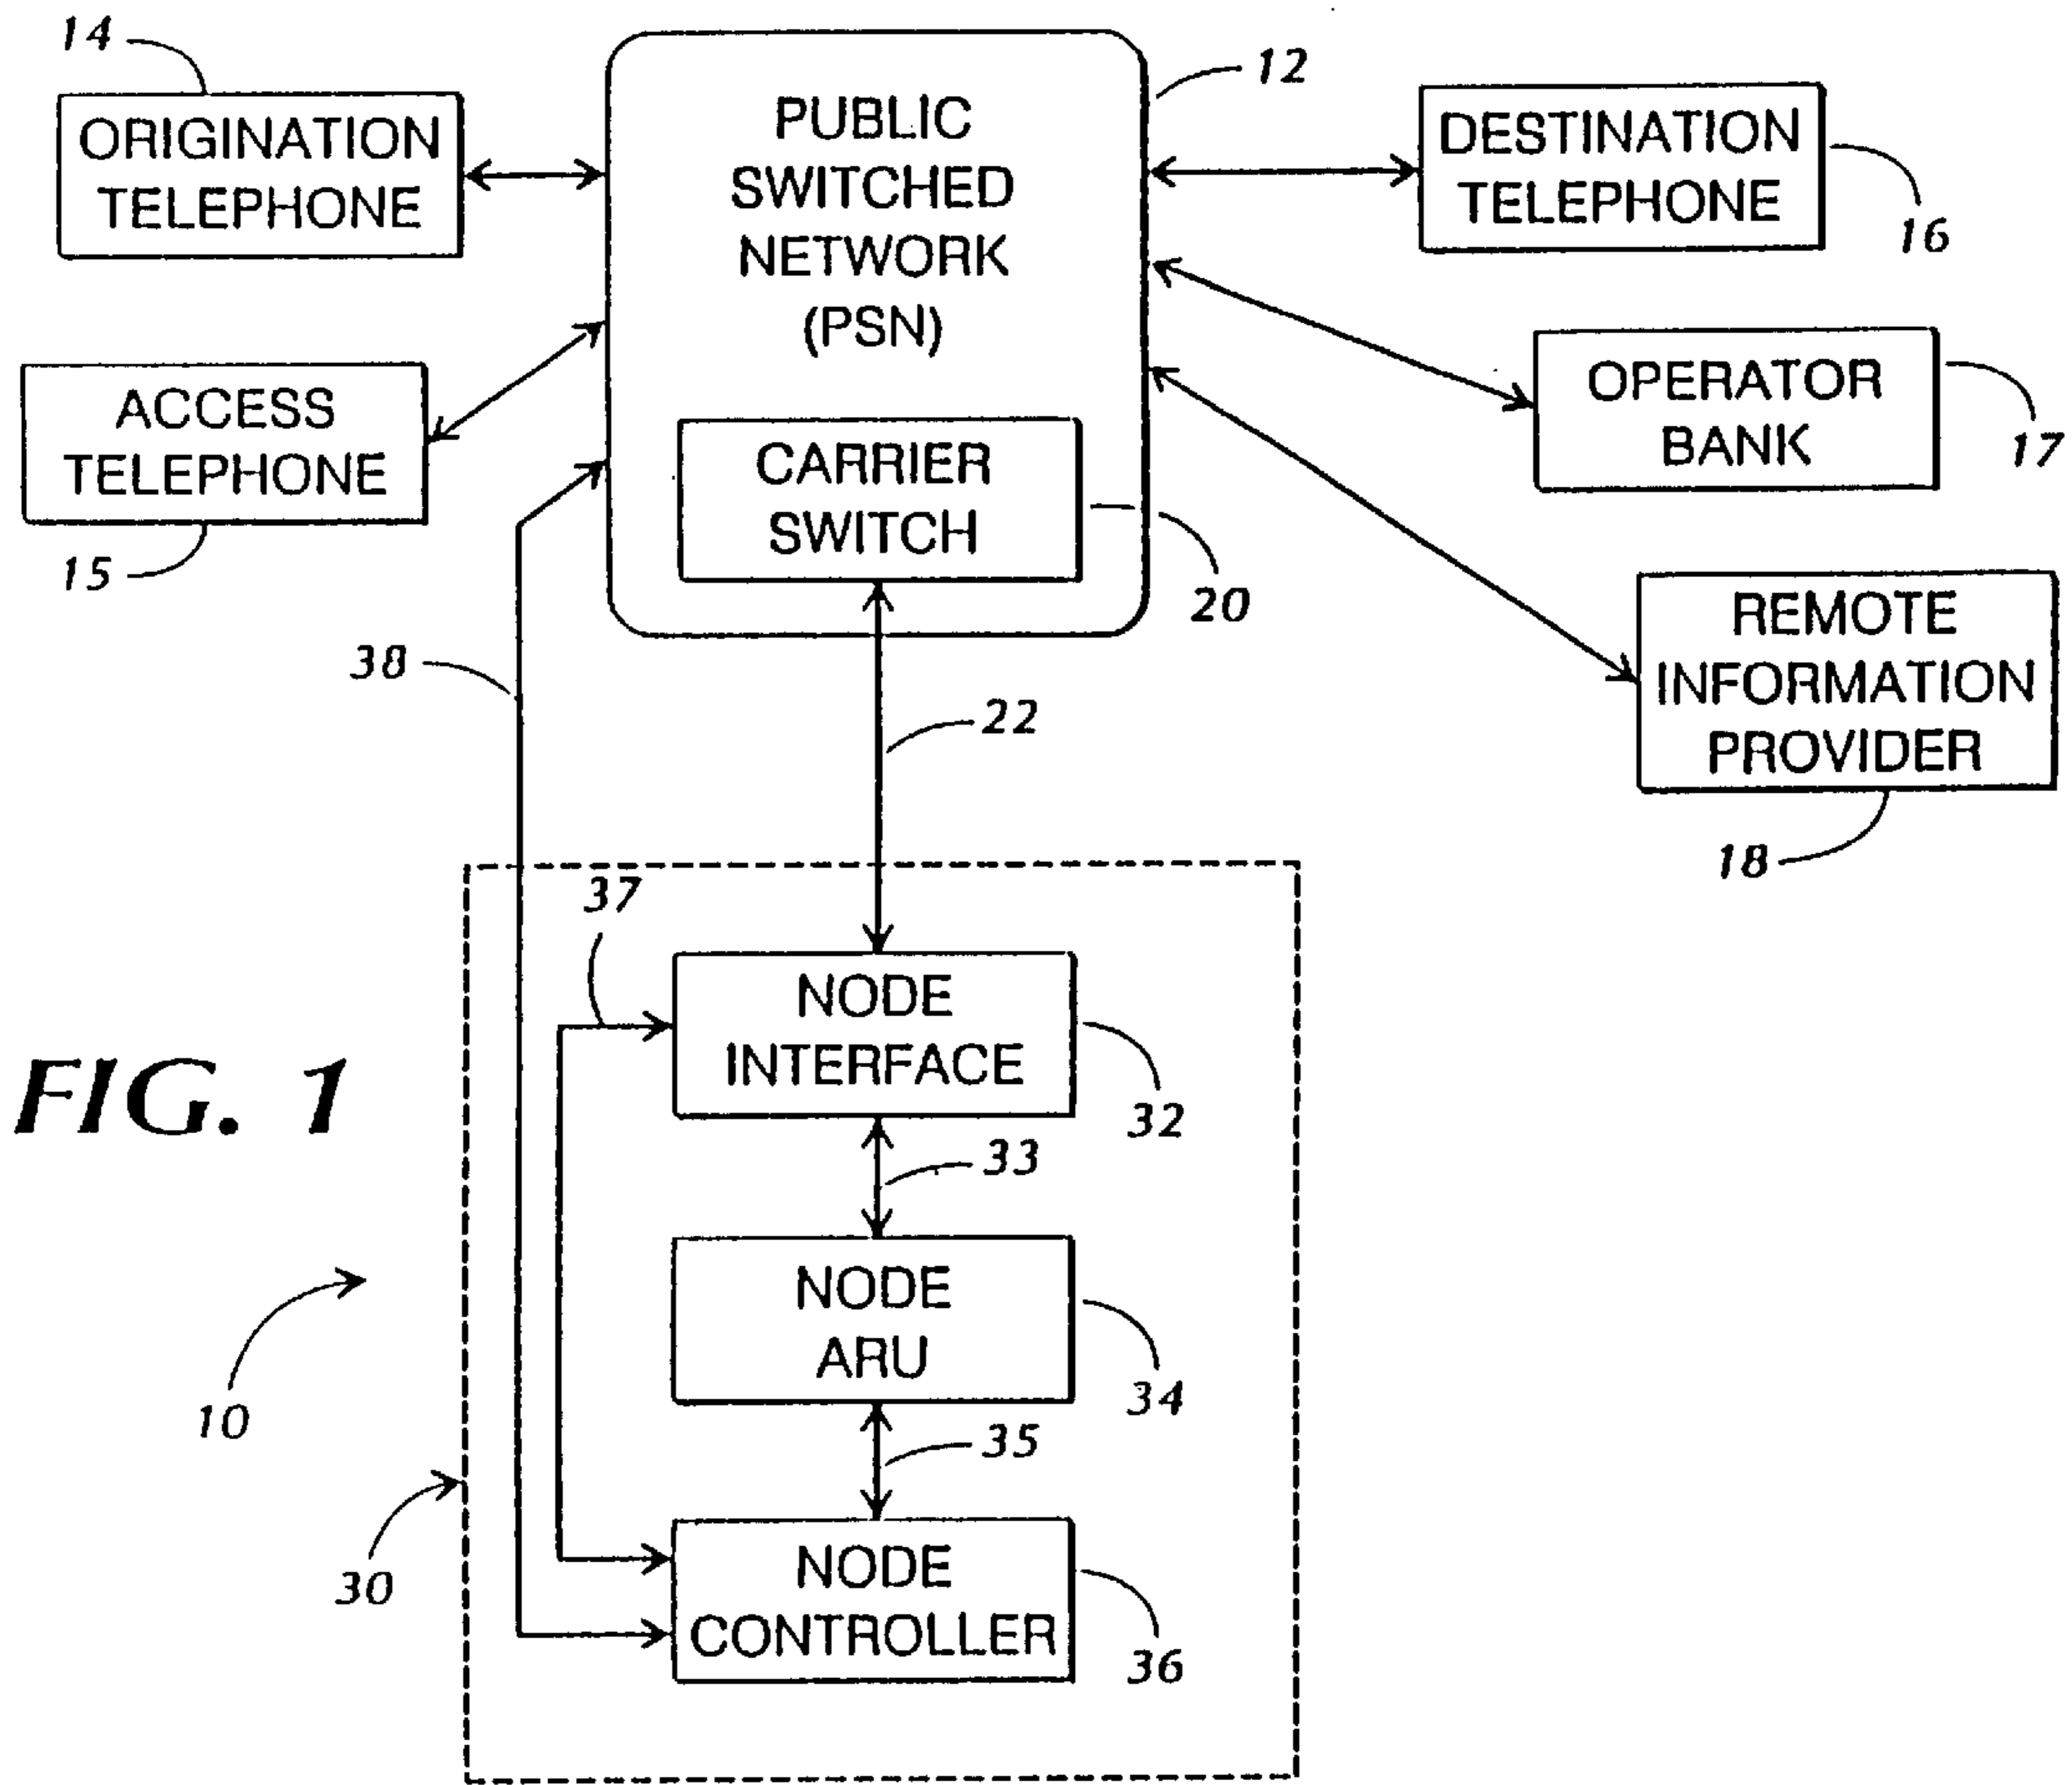 14
ORIGINATION
TELEPHONE
PUBLIC
SWITCHED
NETWORK
(PSN)
12
DESTINATION
TELEPHONE
16
ACCESS
TELEPHONE
15
CARRIER
SWITCH
20
OPERATOR
BANK
17
REMOTE
INFORMATION
PROVIDER
18
38
22
37
NODE
INTERFACE
32
FIG. 1
33
NODE
ARU
34
10
35
30
NODE
CONTROLLER
36